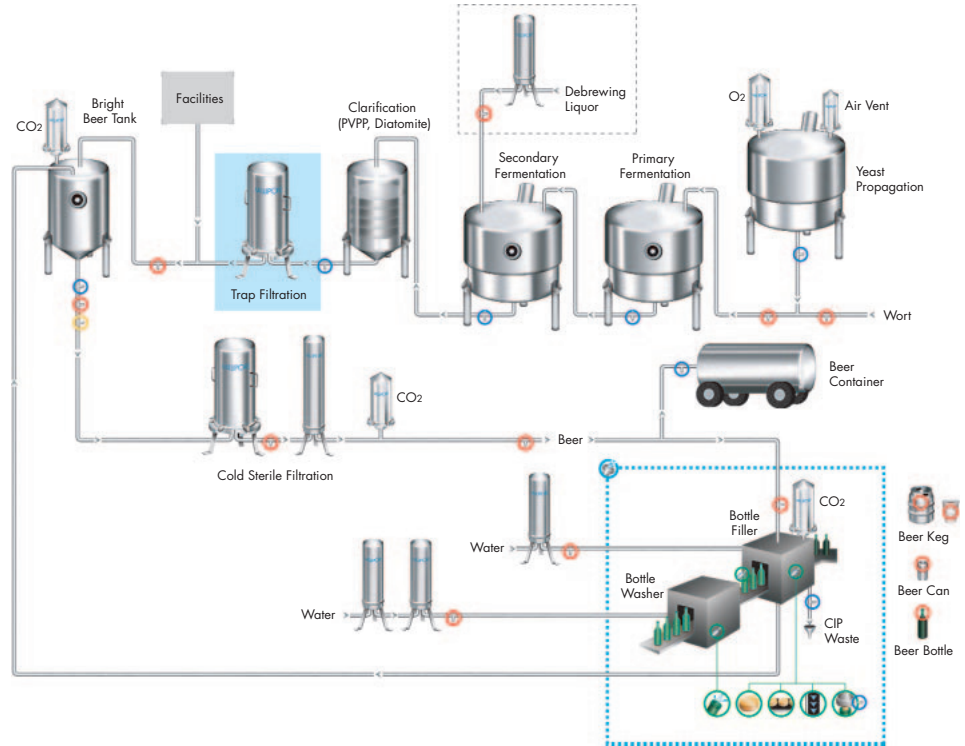 Debrewing
Liquor
Facilities
Bright
Beer Tank
CO2
Clarification
(PVPP, Diatomite)
O2
Air Vent
Secondary
Fermentation
Primary
Fermentation
Yeast
Propagation
Trap Filtration
Wort
Beer
Container
CO2
Beer
Cold Sterile Filtration
CO2
Bottle
Filler
Water
Beer Keg
Bottle
Washer
Beer Can
Water
CIP
Waste
Beer Bottle